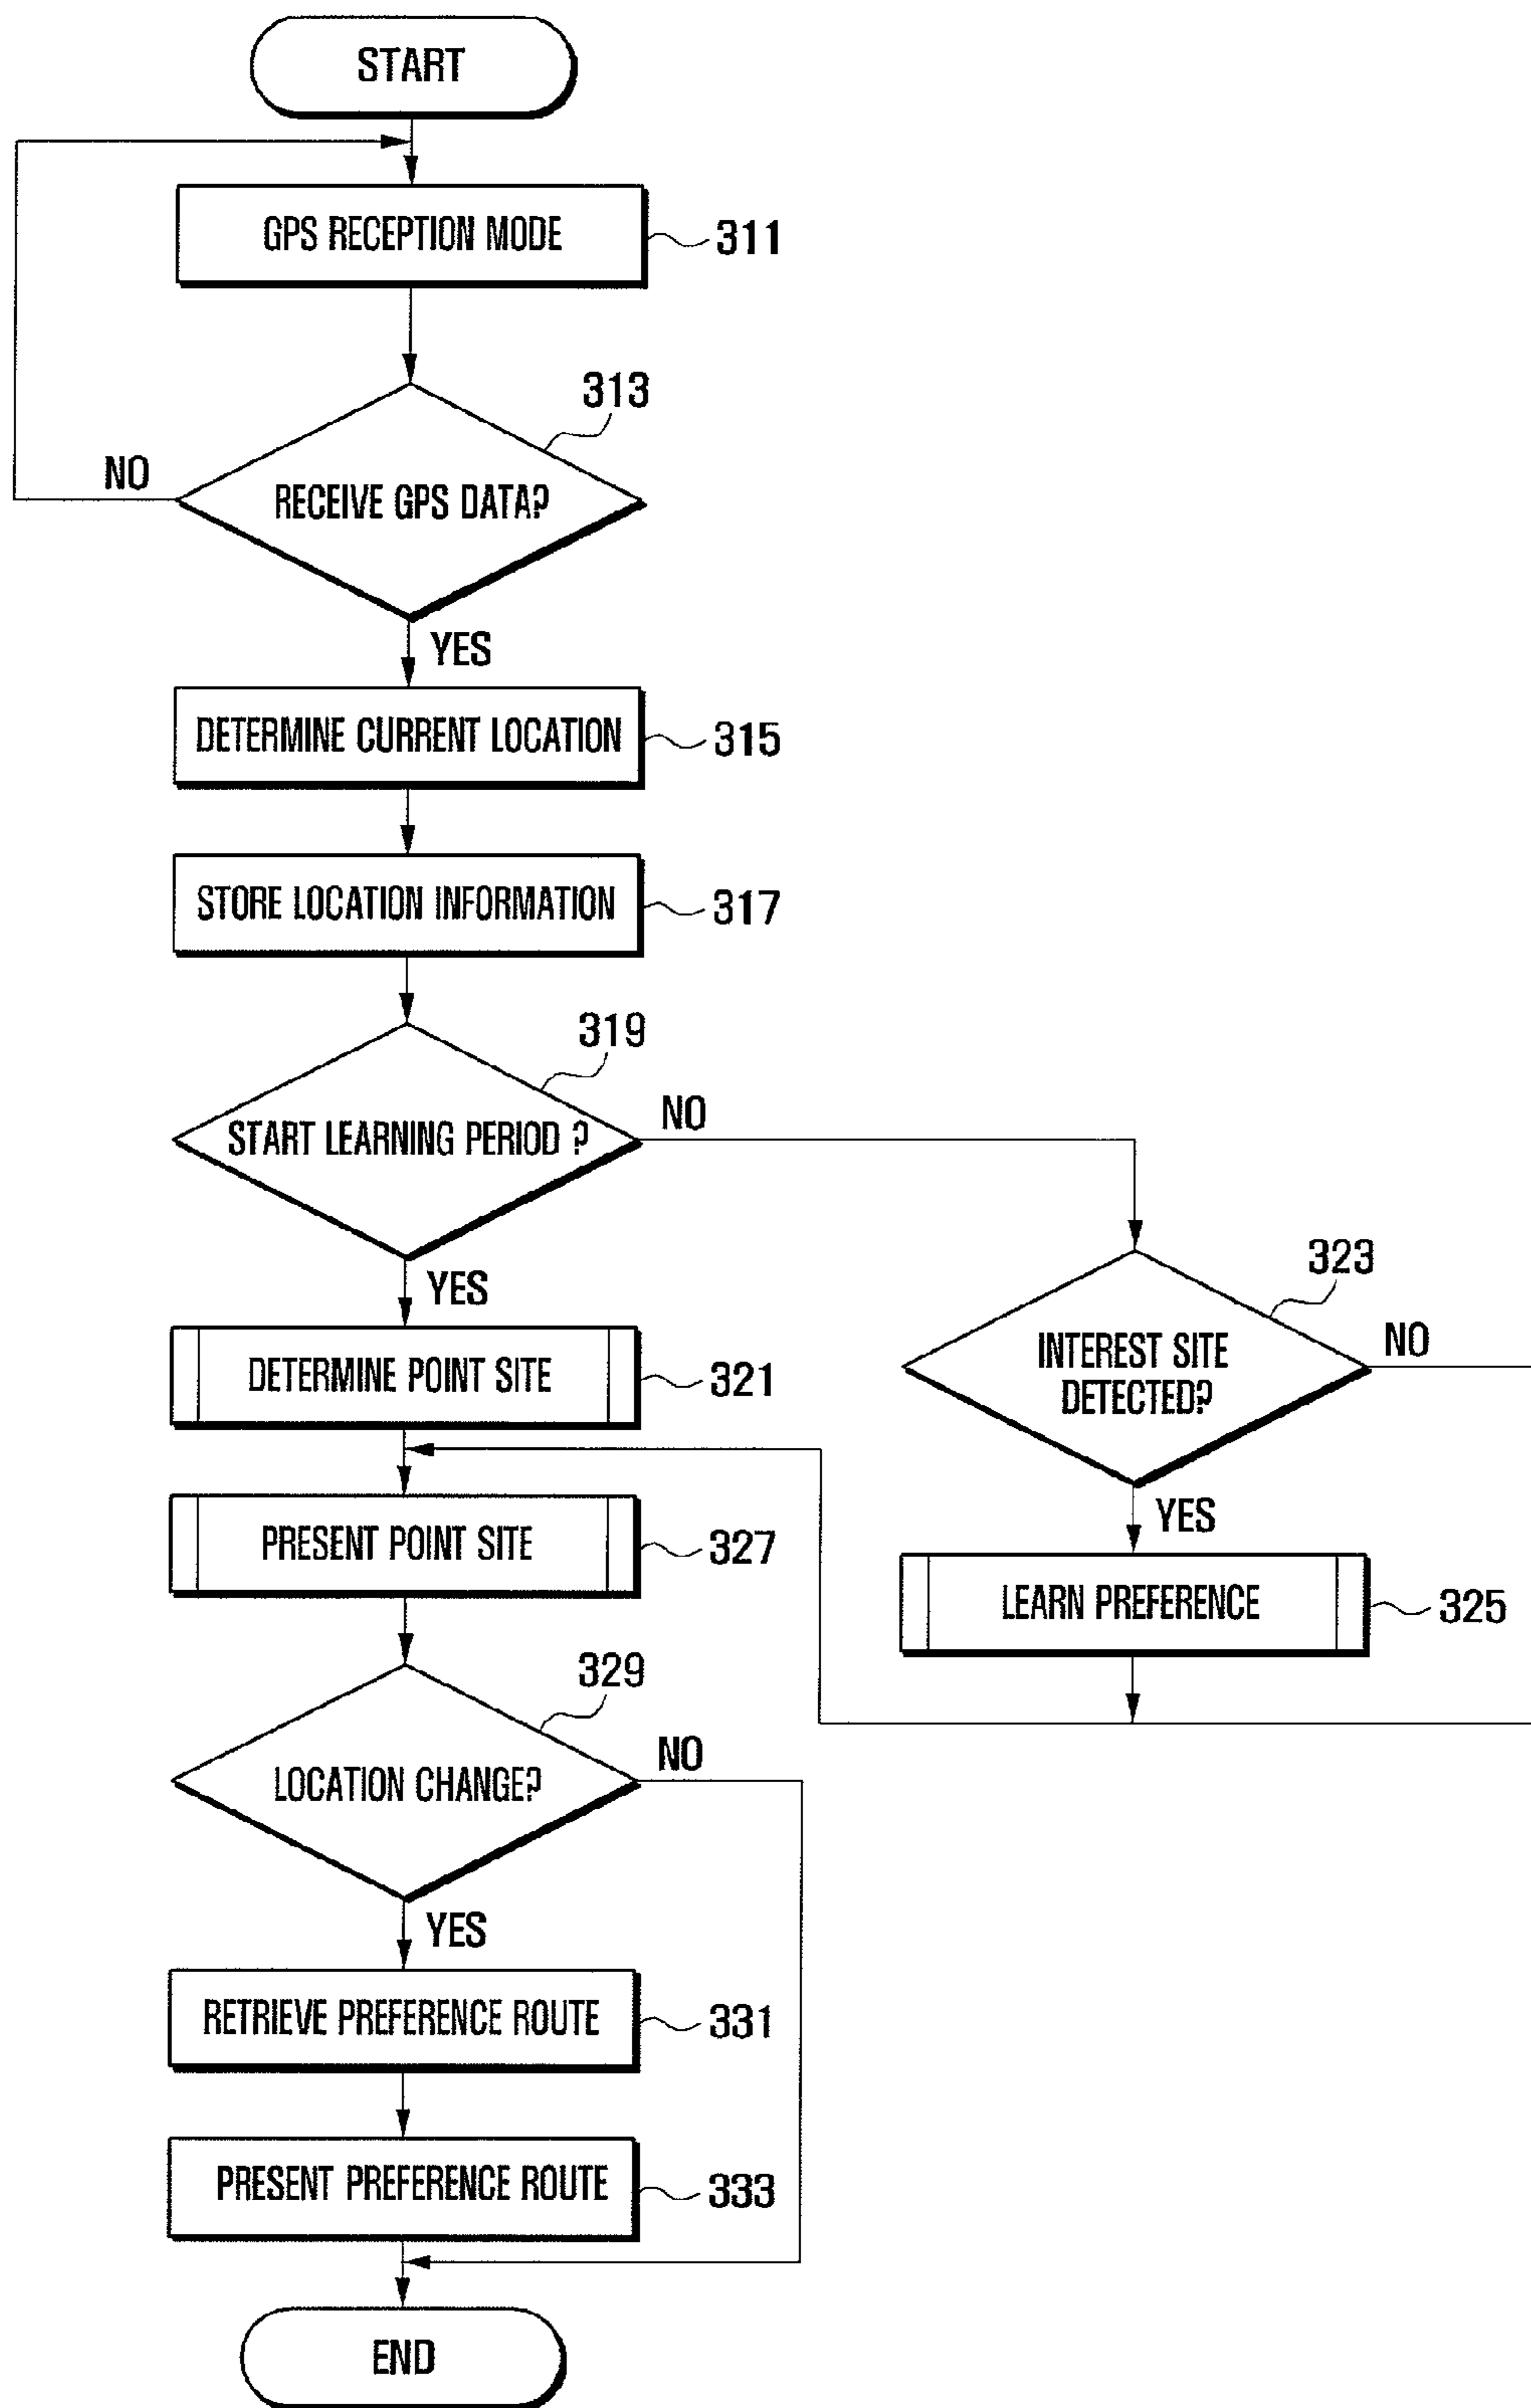 START
GPS RECEPTION MODE
311
313
RECEIVE GPS DATA?
NO
YES
DETERMINE CURRENT LOCATION
315
STORE LOCATION INFORMATION
317
319
START LEARNING PERIOD ?
NO
YES
323
INTEREST SITE
DETECTED?
NO
YES
DETERMINE POINT SITE
321
PRESENT POINT SITE
327
LEARN PREFERENCE
325
329
LOCATION CHANGE?
NO
YES
RETRIEVE PREFERENCE ROUTE
331
PRESENT PREFERENCE ROUTE
333
END